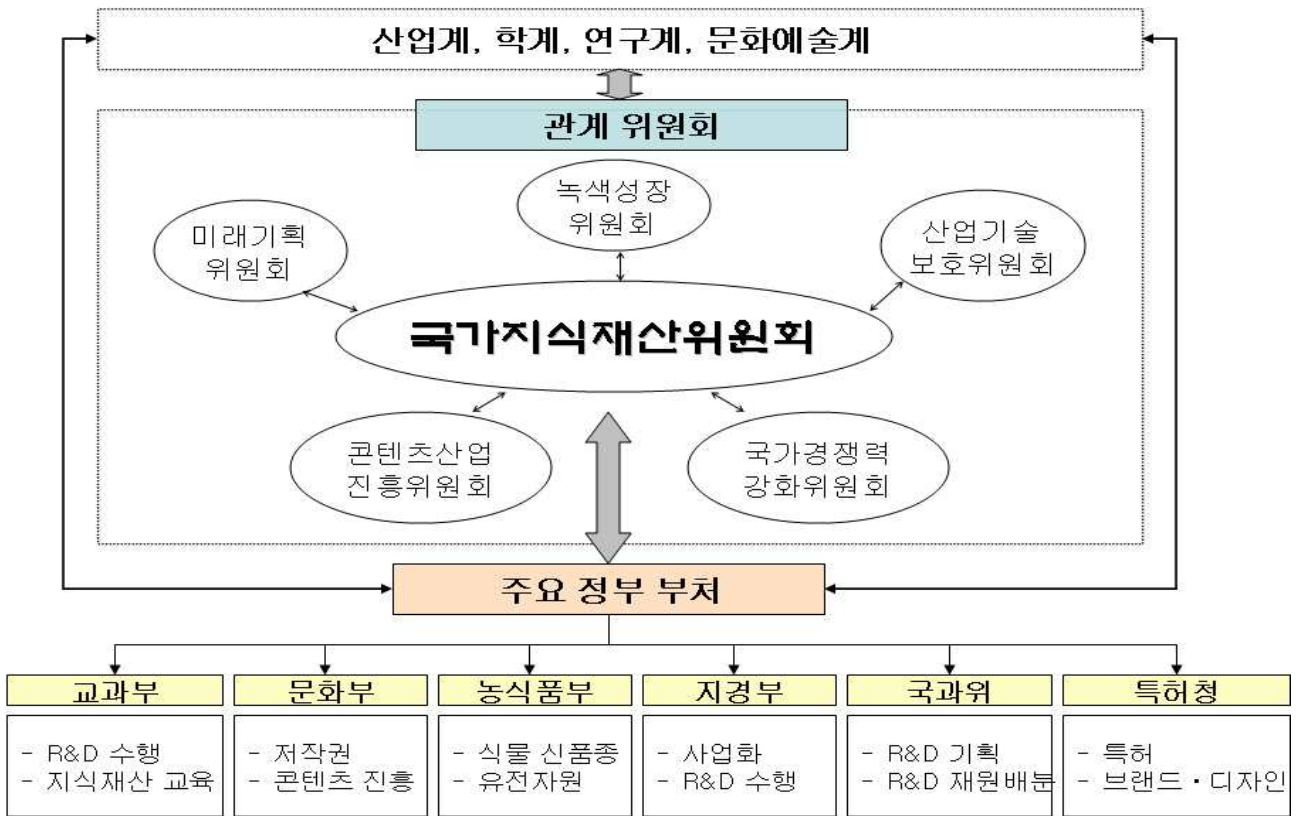 산업계, 학계, 연구계, 문화예술계
관계 위원회
녹색성장
위원회
미래기획
위원회
산업기술
보호위원회
국가지식재산위원회
콘텐츠산업
진흥위원회
국가경쟁력
강화위원회
주요 정부 부처
교과부
- R&D 수행
- 지식재산 교육
문화부
- 저작권
- 콘텐츠 진흥
농식품부
- 식물 신품종
- 유전자원
지경부
- 사업화
- R&D 수행
국과위
- R&D 기획
- R&D 재원배분
특허청
- 특허
- 브랜드・디자인